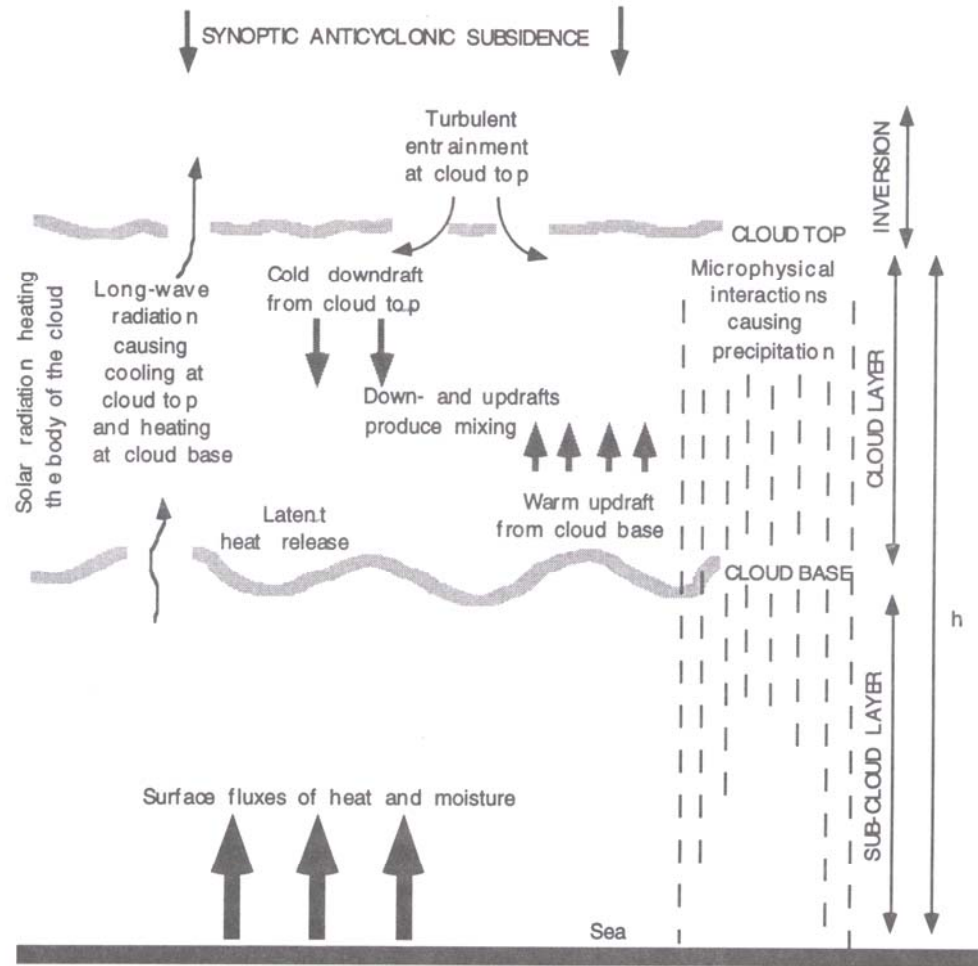 SYNOPTIC ANTICYCLONIC SUBSIDENCE
Turbulent
entrainment
at cloud top
INVERSION
CLOUD TOP
Solar radiation heating
the body of the cloud
Long-wave
radiation
causing
cooling at
cloud top
and heating
at cloud base
Cold downdraft
from cloud top
Microphysical
interactions
causing
precipitation
CLOUD LAYER
Down- and updrafts
produce mixing
Warm updraft
from cloud base
Latent
heat release
CLOUD BASE
h
SUB-CLOUD LAYER
Surface fluxes of heat and moisture
Sea